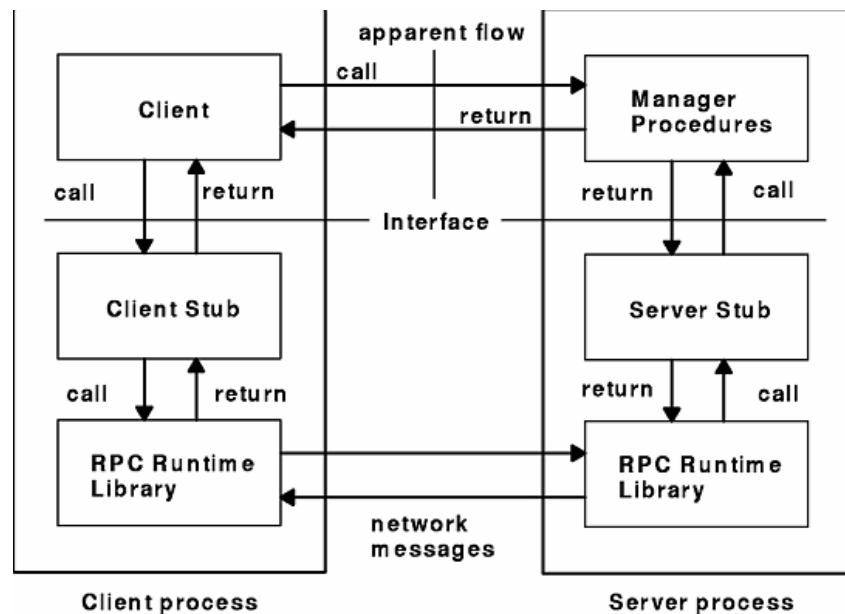 apparent flow
call
Client
Manager
Procedures
return
call
return
return
call
Interface
Client Stub
Server Stub
call
return
return
call
RPC Runtime
Library
RPC Runtime
Library
network
messages
Client process
Server process